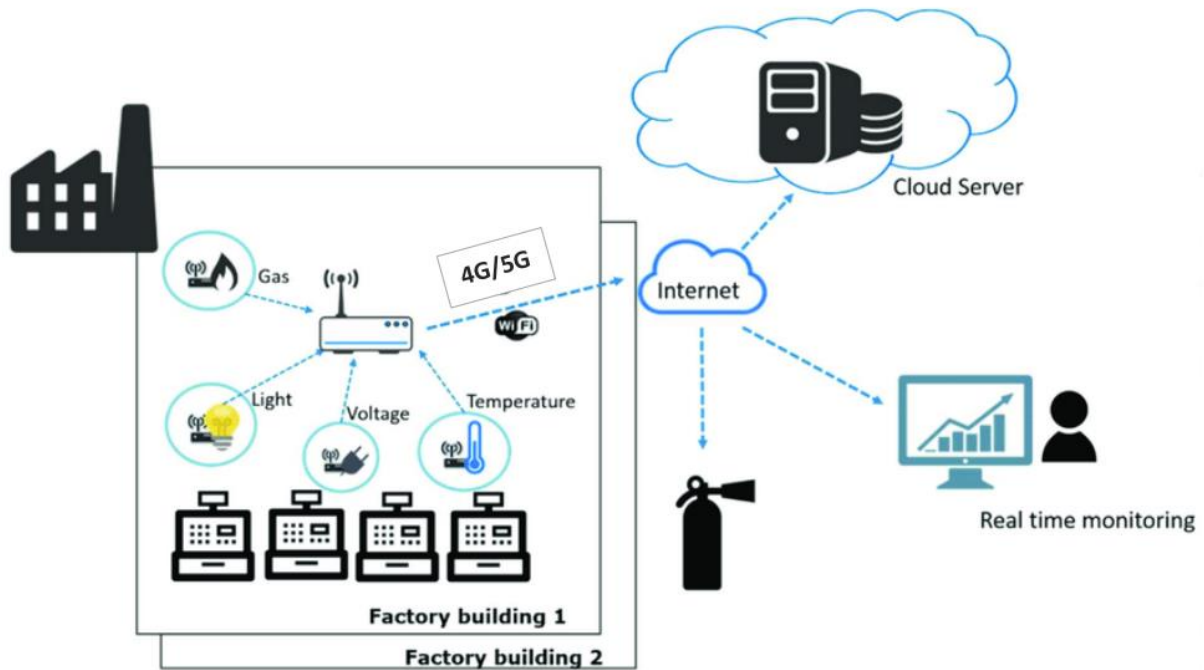 Cloud Server
4G/5G
Gas
Internet
WiFi
Light
Voltage
Temperature
Real time monitoring
Factory building 1
Factory building 2